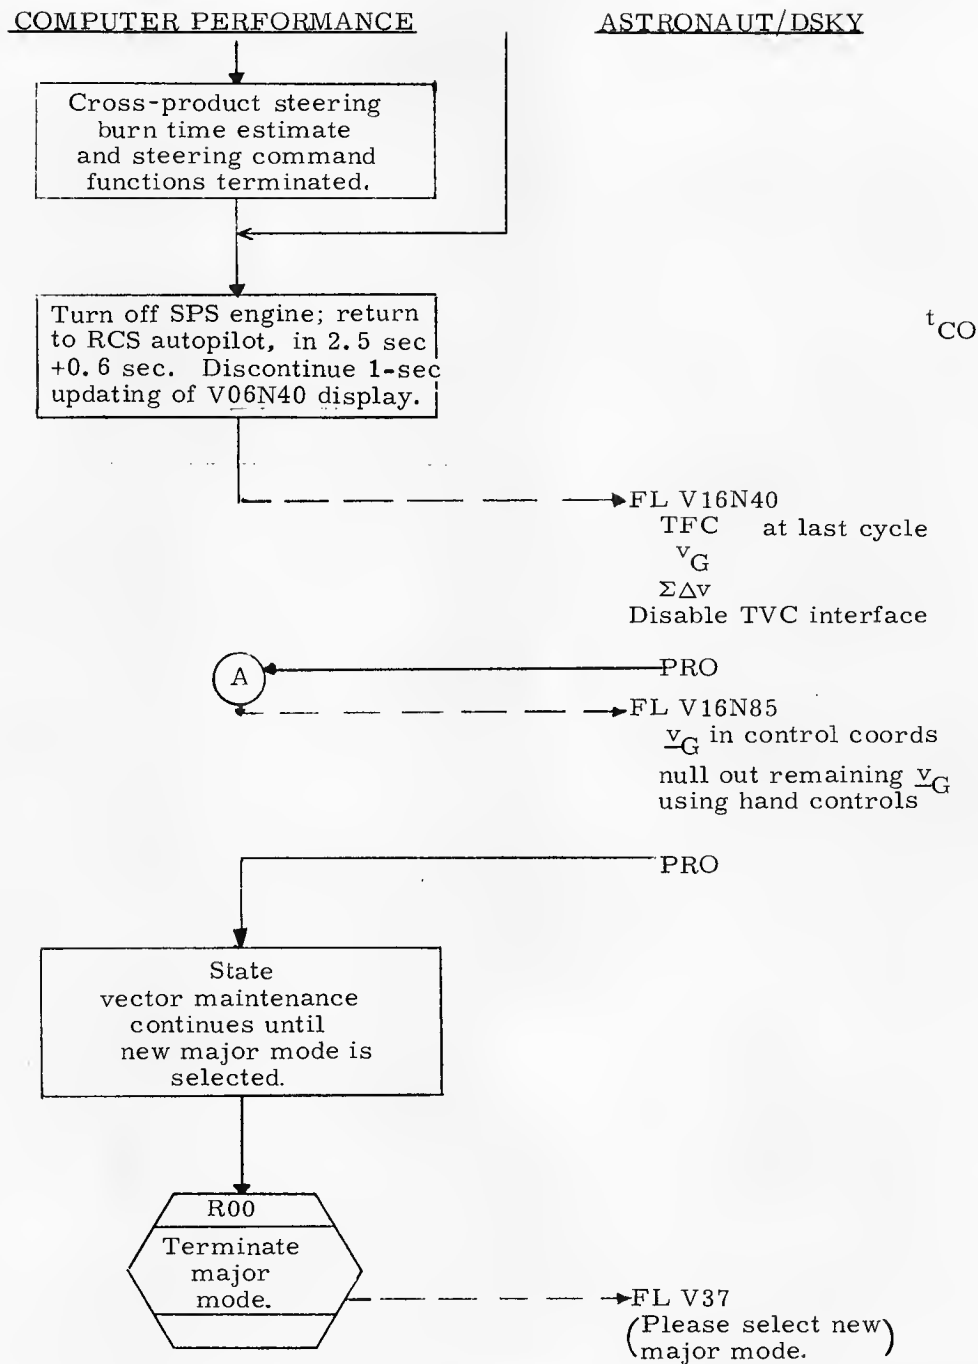 COMPUTER PERFORMANCE
ASTRONAUT/DSKY
Cross-product steering
burn time estimate
and steering command
functions terminated.
Turn off SPS engine; return
to RCS autopilot, in 2.5 sec
+0.6 sec. Discontinue 1-sec
updating of V06N40 display.
tCO
FL V16N40
TFC at last cycle
vG
ΣΔv
Disable TVC interface
A
PRO
FL V16N85
vG in control coords
null out remaining vG
using hand controls
PRO
State
vector maintenance
continues until
new major mode is
selected.
R00
Terminate
major
mode.
FL V37
(Please select new
major mode.)